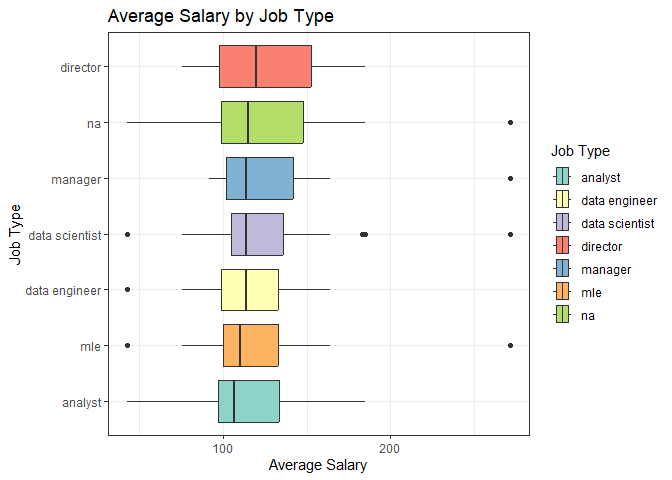 Average Salary by Job Type
Job Type
director
na
manager
data scientist
data engineer
mle
analyst
100 200
Average Salary
Job Type
analyst
data engineer
data scientist
director
manager
mle
na